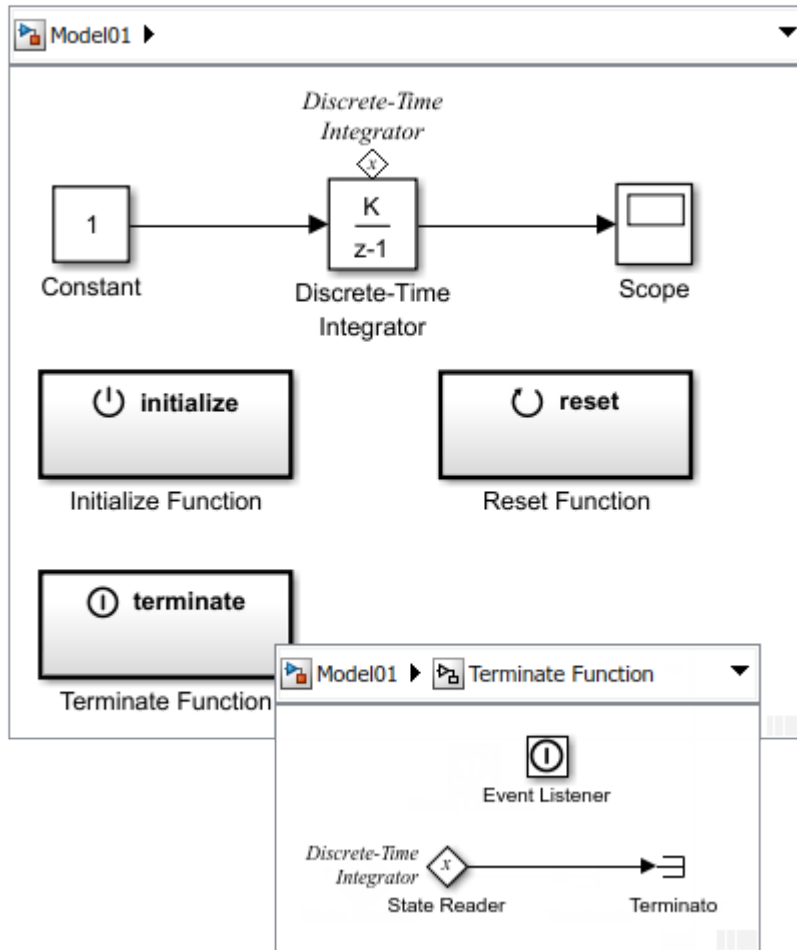 Model01
Discrete-Time
Integrator
x
1
K
z-1
Constant
Discrete-Time
Integrator
Scope
initialize
reset
Initialize Function
Reset Function
terminate
Terminate Function
Model01 Terminate Function
Event Listener
Discrete-Time
Integrator
x
State Reader
Terminato